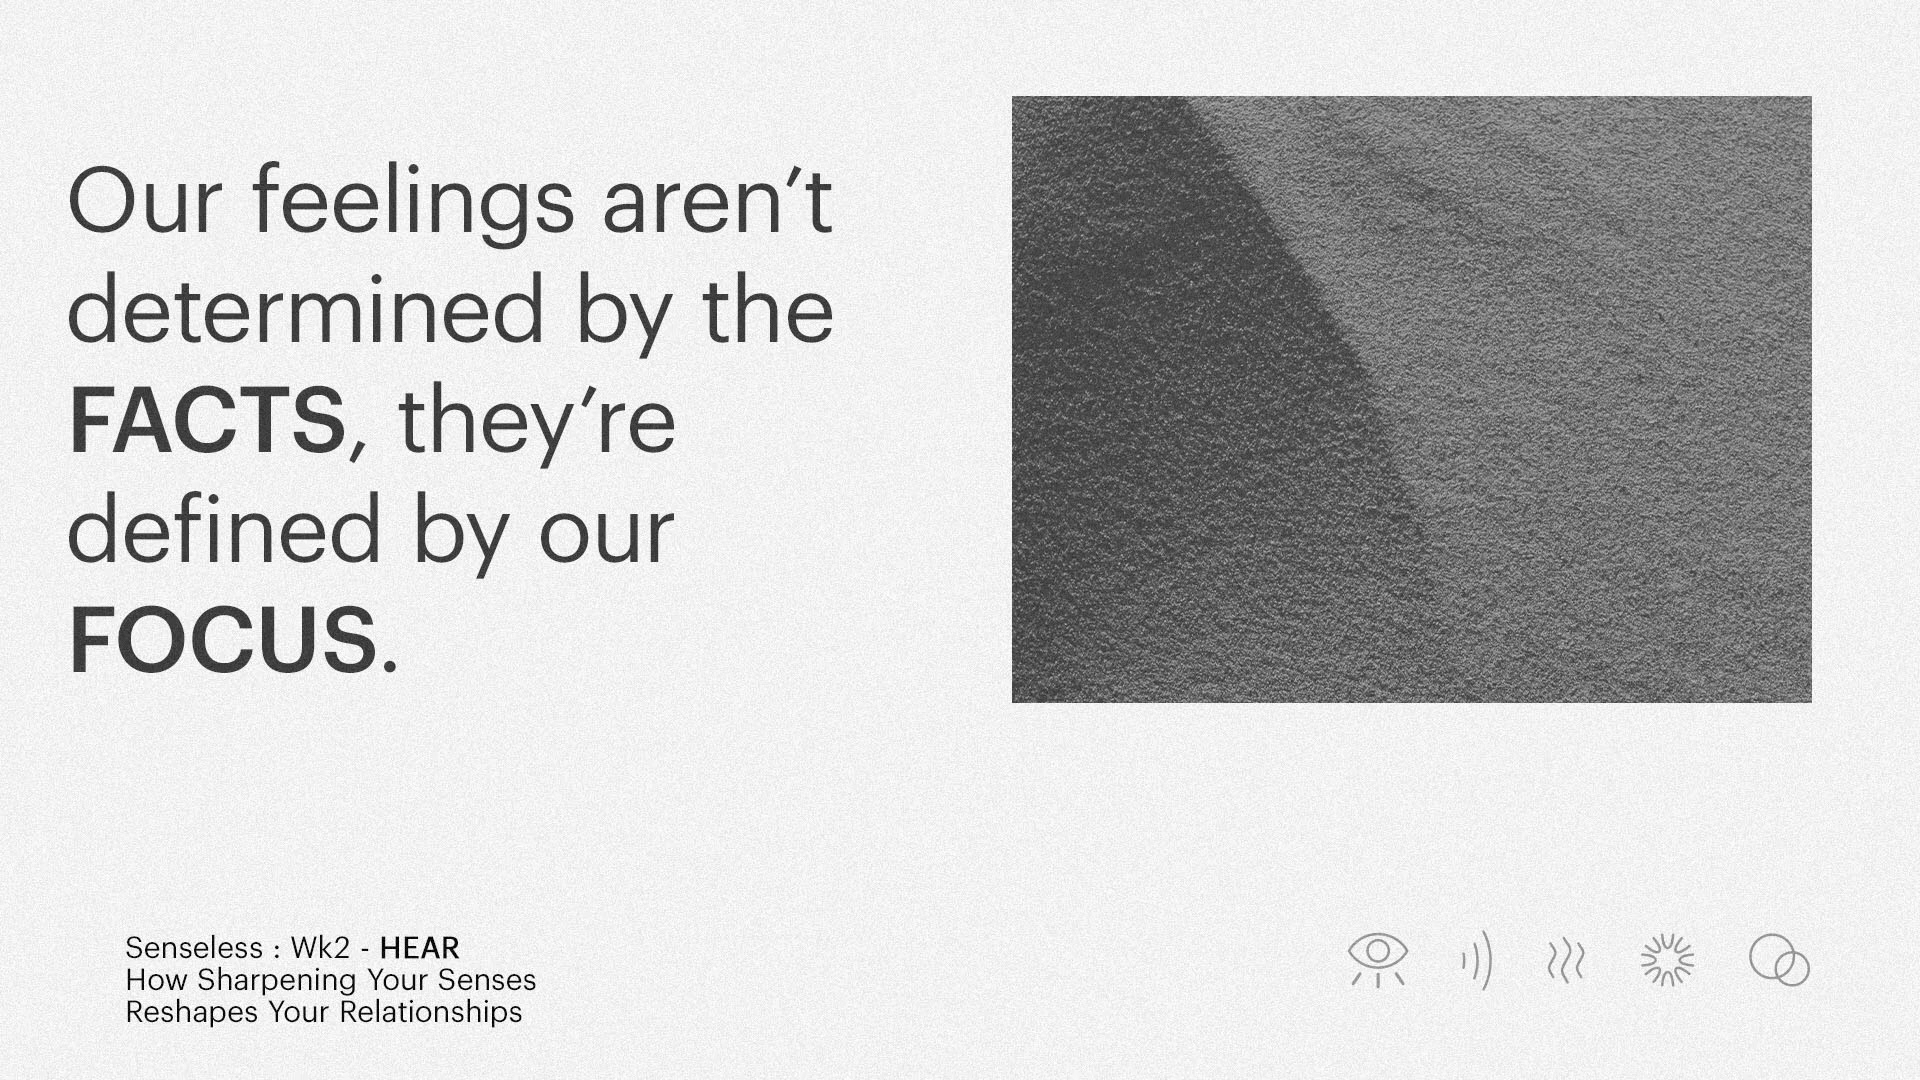 Our feelings aren’t
determined by the
FACTS, they’re
defined by our
FOCUS.
Senseless : Wk2 - HEAR
How Sharpening Your Senses
Reshapes Your Relationships